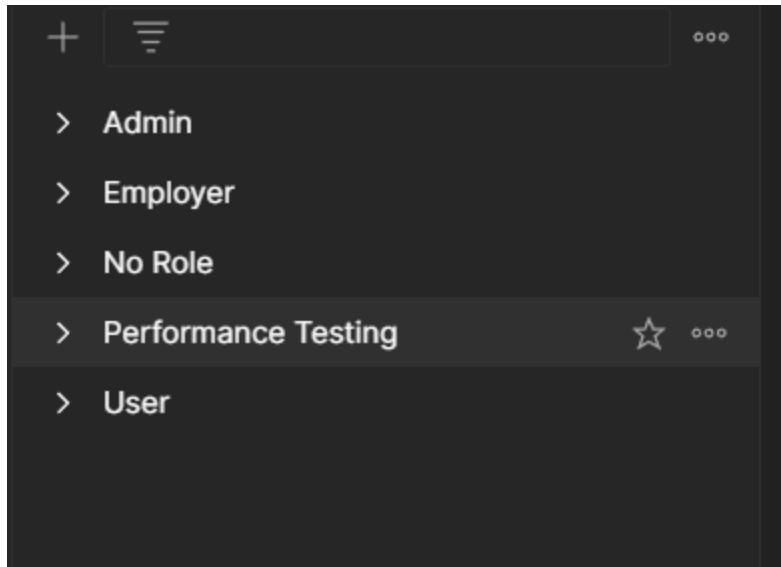 Admin
Employer
No Role
Performance Testing
User